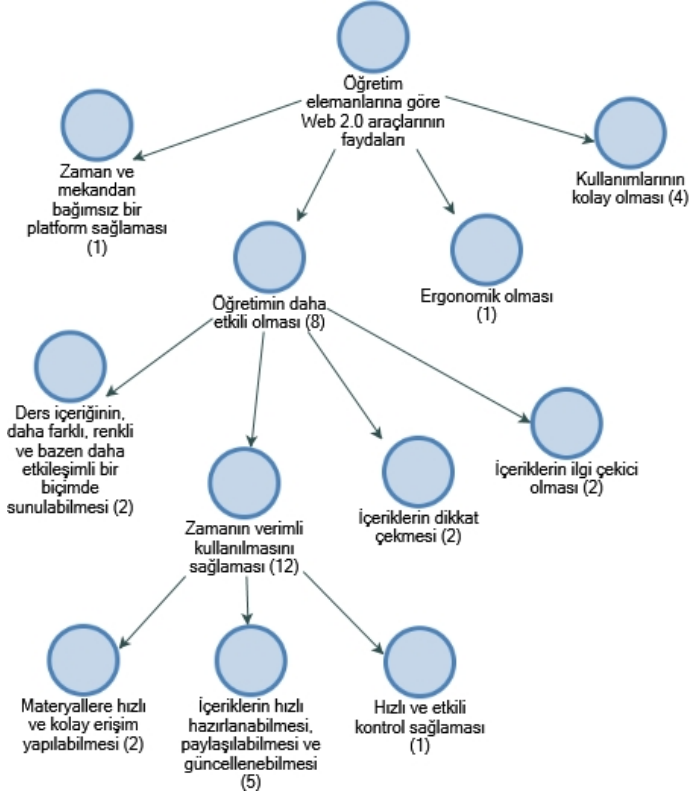 Öğretim
elemanlarına göre
Web 2.0 araçlarının
faydaları
Zaman ve
mekandan
bağımsız bir
platform sağlaması
(1)
Kullanımlarının
kolay olması (4)
Öğretimin daha
etkili olması (8)
Ergonomik olması
(1)
Ders içeriğinin,
daha farklı, renkli
ve bazen daha
etkileşimli bir
biçimde
sunulabilmesi (2)
Zamanın verimli
kullanılmasını
sağlaması (12)
İçeriklerin dikkat
çekmesi (2)
İçeriklerin ilgi çekici
olması (2)
Materyallere hızlı
ve kolay erişim
yapılabilmesi (2)
İçeriklerin hızlı
hazırlanabilmesi,
paylaşılabilmesi ve
güncellenebilmesi
(5)
Hızlı ve etkili
kontrol sağlaması
(1)